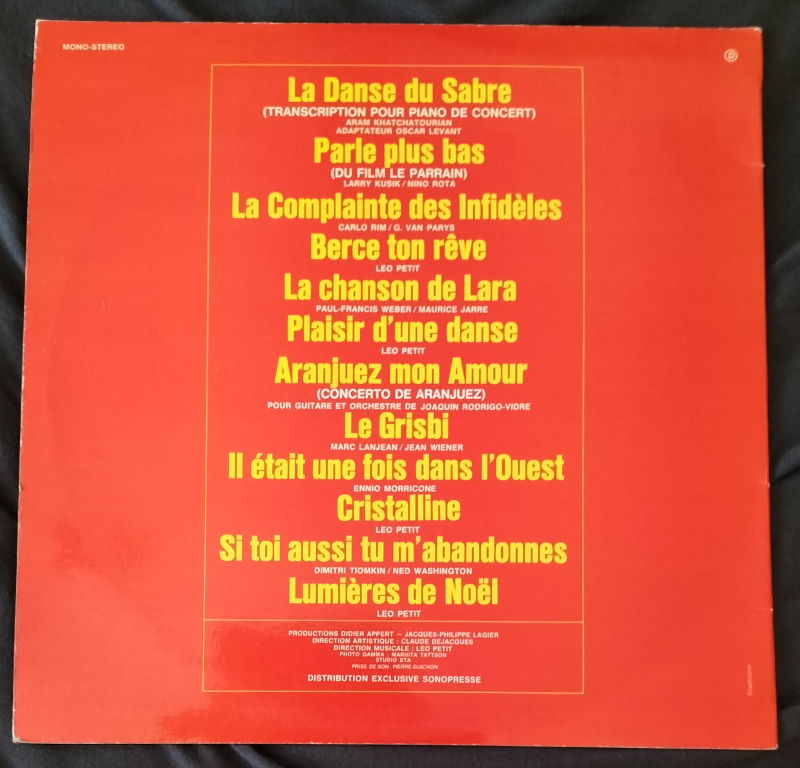 MONO-STEREO
La Danse du Sabre
(TRANSCRIPTION POUR PIANO DE CONCERT)
ARAM KHATCHATOURIAN
ADAPTATEUR OSCAR LEVANT
Parle plus bas
(DU FILM LE PARRAIN)
LARRY KUSIK / NINO ROTA
La Complainte des Infidèles
CARLO RIM / G. VAN PARYS
Berce ton rêve
LEO PETIT
La chanson de Lara
PAUL-FRANCIS WEBER / MAURICE JARRE
Plaisir d'une danse
LEO PETIT
Aranjuez mon Amour
(CONCERTO DE ARANJUEZ)
POUR GUITARE ET ORCHESTRE DE JOAQUIN RODRIGO-VIDRE
Le Grisbi
MARC LANJEAN / JEAN WIENER
Il était une fois dans l'Ouest
ENNIO MORRICONE
Cristalline
LEO PETIT
Si toi aussi tu m'abandonnes
DIMITRI TIOMKIN / NED WASHINGTON
Lumières de Noël
LEO PETIT
PRODUCTIONS DIDIER APPERT – JACQUES-PHILIPPE LAGIER
DIRECTION ARTISTIQUE : CLAUDE DEJACQUES
DIRECTION MUSICALE : LEO PETIT
PHOTO GAMMA : MARHITA TATTSON
STUDIO ETA
PRISE DE SON : PIERRE GUICHON
DISTRIBUTION EXCLUSIVE SONOPRESSE